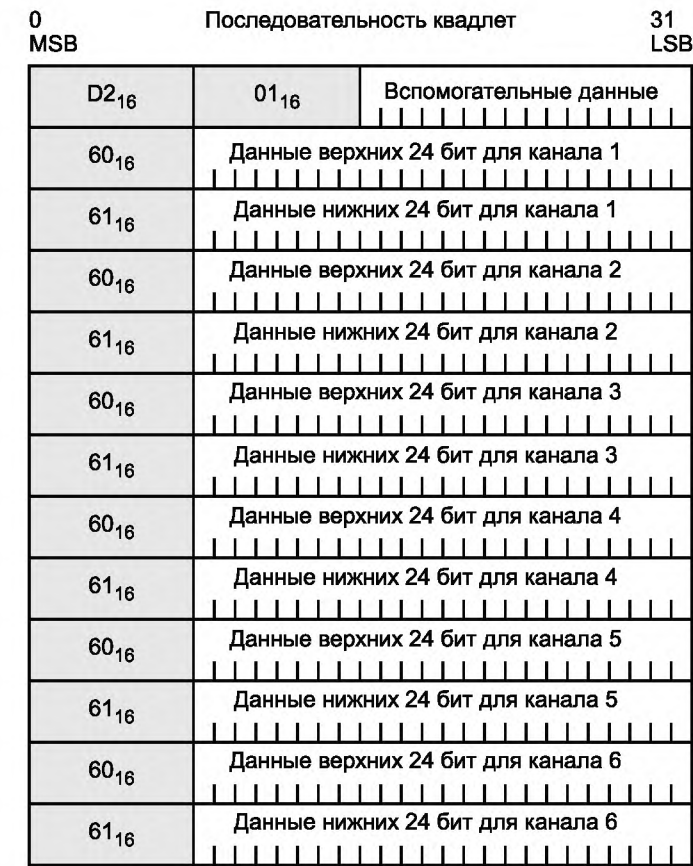 0 Последовательность квадлет 31
MSB LSB
D2₁₆ 01₁₆ Вспомогательные данные
60₁₆ Данные верхних 24 бит для канала 1
61₁₆ Данные нижних 24 бит для канала 1
60₁₆ Данные верхних 24 бит для канала 2
61₁₆ Данные нижних 24 бит для канала 2
60₁₆ Данные верхних 24 бит для канала 3
61₁₆ Данные нижних 24 бит для канала 3
60₁₆ Данные верхних 24 бит для канала 4
61₁₆ Данные нижних 24 бит для канала 4
60₁₆ Данные верхних 24 бит для канала 5
61₁₆ Данные нижних 24 бит для канала 5
60₁₆ Данные верхних 24 бит для канала 6
61₁₆ Данные нижних 24 бит для канала 6